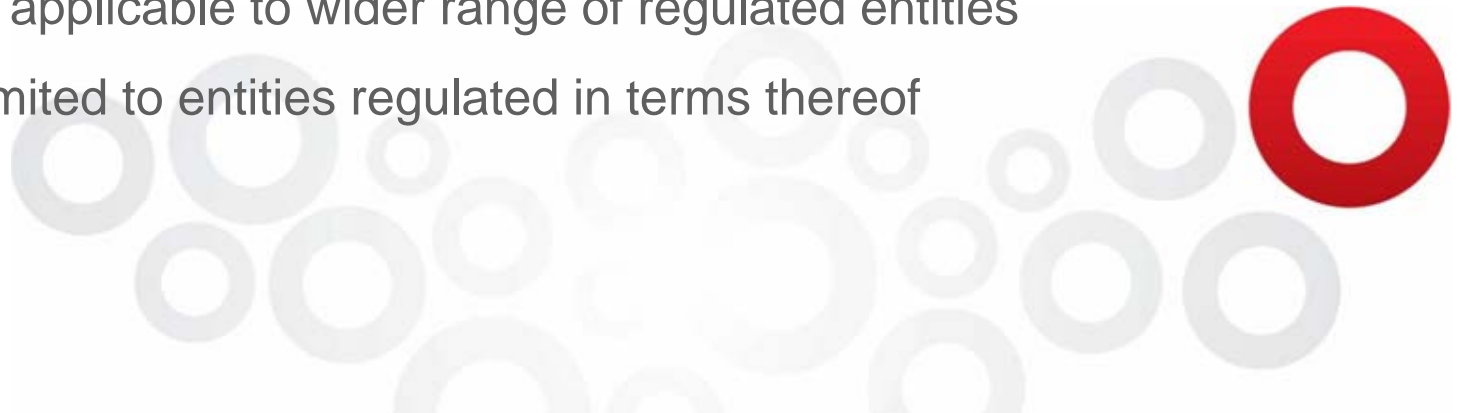 applicable to wider range of regulated entities
mited to entities regulated in terms thereof